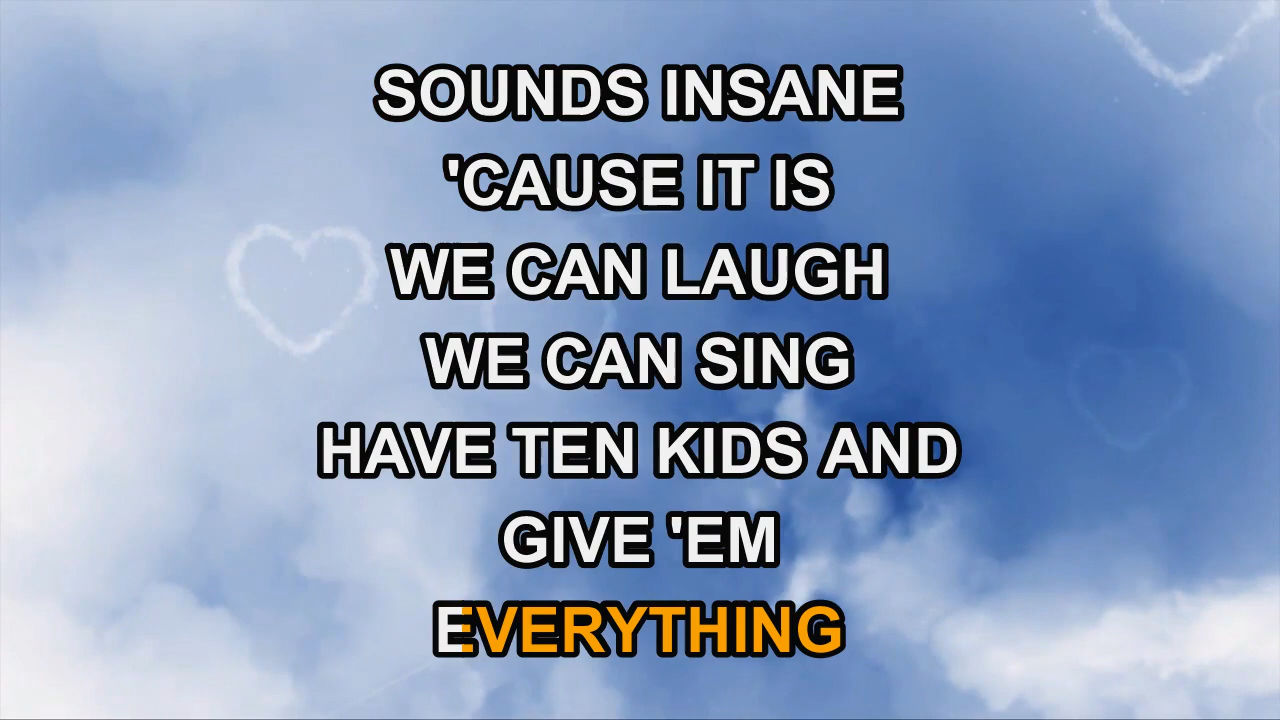 SOUNDS INSANE
'CAUSE IT IS
WE CAN LAUGH
WE CAN SING
HAVE TEN KIDS AND
GIVE 'EM
EVERYTHING